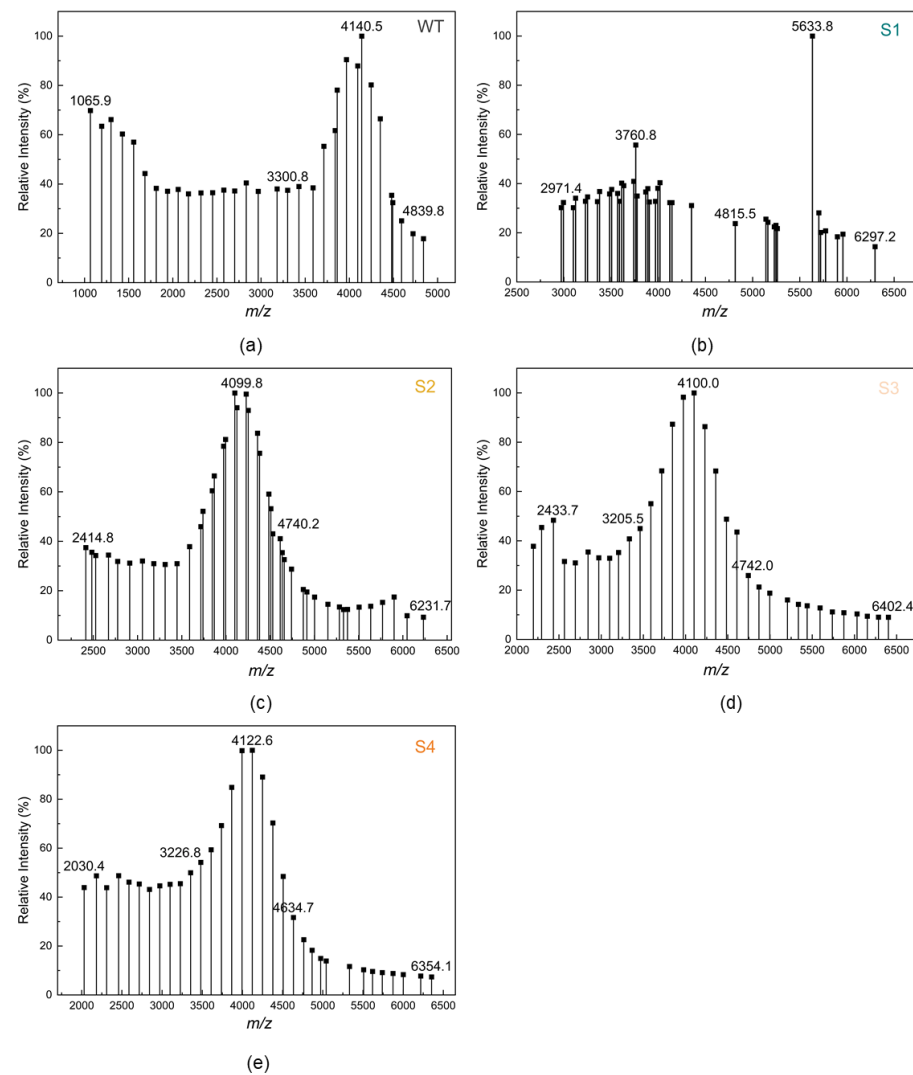 WT
4140.5
1065.9
3300.8
4839.8
100
80
60
40
20
0
Relative Intensity (%)
1000 1500 2000 2500 3000 3500 4000 4500 5000
m/z
(a)
S1
5633.8
3760.8
2971.4
4815.5
6297.2
100
80
60
40
20
0
Relative Intensity (%)
2500 3000 3500 4000 4500 5000 5500 6000 6500
m/z
(b)
S2
4099.8
2414.8
4740.2
6231.7
100
80
60
40
20
0
Relative Intensity (%)
2500 3000 3500 4000 4500 5000 5500 6000 6500
m/z
(c)
S3
4100.0
2433.7
3205.5
4742.0
6402.4
100
80
60
40
20
0
Relative Intensity (%)
2000 2500 3000 3500 4000 4500 5000 5500 6000 6500
m/z
(d)
S4
4122.6
2030.4
3226.8
4634.7
6354.1
100
80
60
40
20
0
Relative Intensity (%)
2000 2500 3000 3500 4000 4500 5000 5500 6000 6500
m/z
(e)